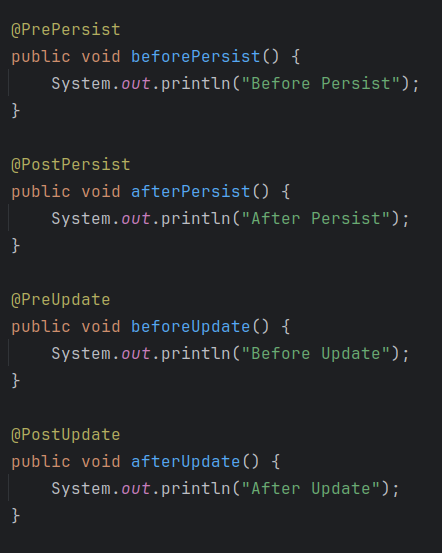 @PrePersist
public void beforePersist() {
    System.out.println("Before Persist");
}
@PostPersist
public void afterPersist() {
    System.out.println("After Persist");
}
@PreUpdate
public void beforeUpdate() {
    System.out.println("Before Update");
}
@PostUpdate
public void afterUpdate() {
    System.out.println("After Update");
}